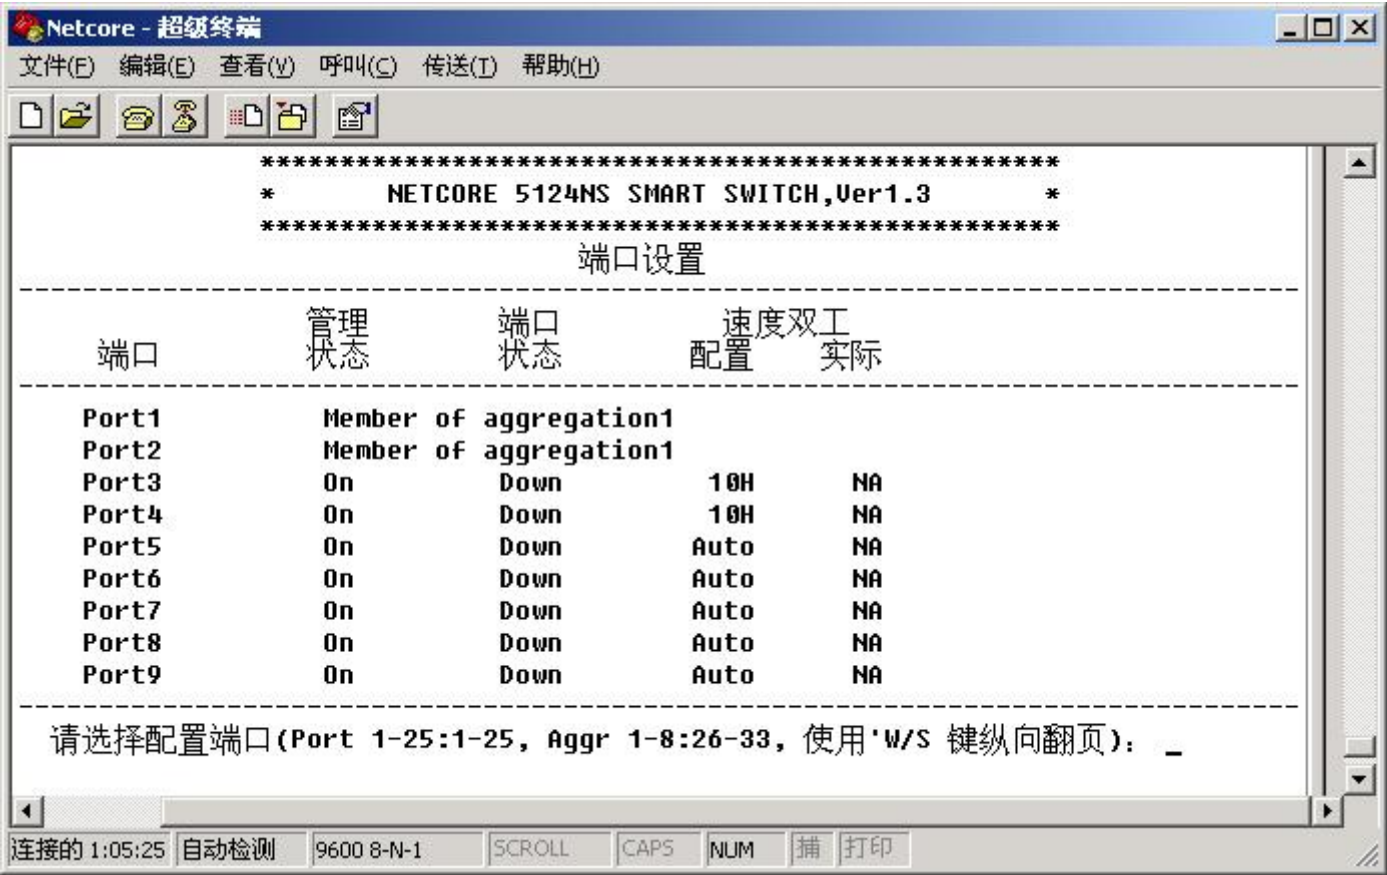 Netcore - 超级终端
文件(F) 编辑(E) 查看(V) 呼叫(C) 传送(T) 帮助(H)
**************************************************
* NETCORE 5124NS SMART SWITCH,Ver1.3 *
**************************************************
端口设置
--------------------------------------------------------------------------------
管理 端口 速度双工
端口 状态 状态 配置 实际
--------------------------------------------------------------------------------
Port1 Member of aggregation1
Port2 Member of aggregation1
Port3 On Down 10H NA
Port4 On Down 10H NA
Port5 On Down Auto NA
Port6 On Down Auto NA
Port7 On Down Auto NA
Port8 On Down Auto NA
Port9 On Down Auto NA
--------------------------------------------------------------------------------
请选择配置端口(Port 1-25:1-25, Aggr 1-8:26-33, 使用'W/S 键纵向翻页): _
连接的 1:05:25 自动检测 9600 8-N-1 SCROLL CAPS NUM 捕 打印